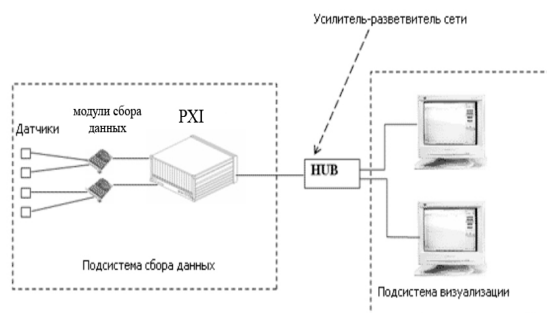 Усилитель-разветвитель сети
модули сбора
данных
PXI
Датчики
HUB
Подсистема сбора данных
Подсистема визуализации